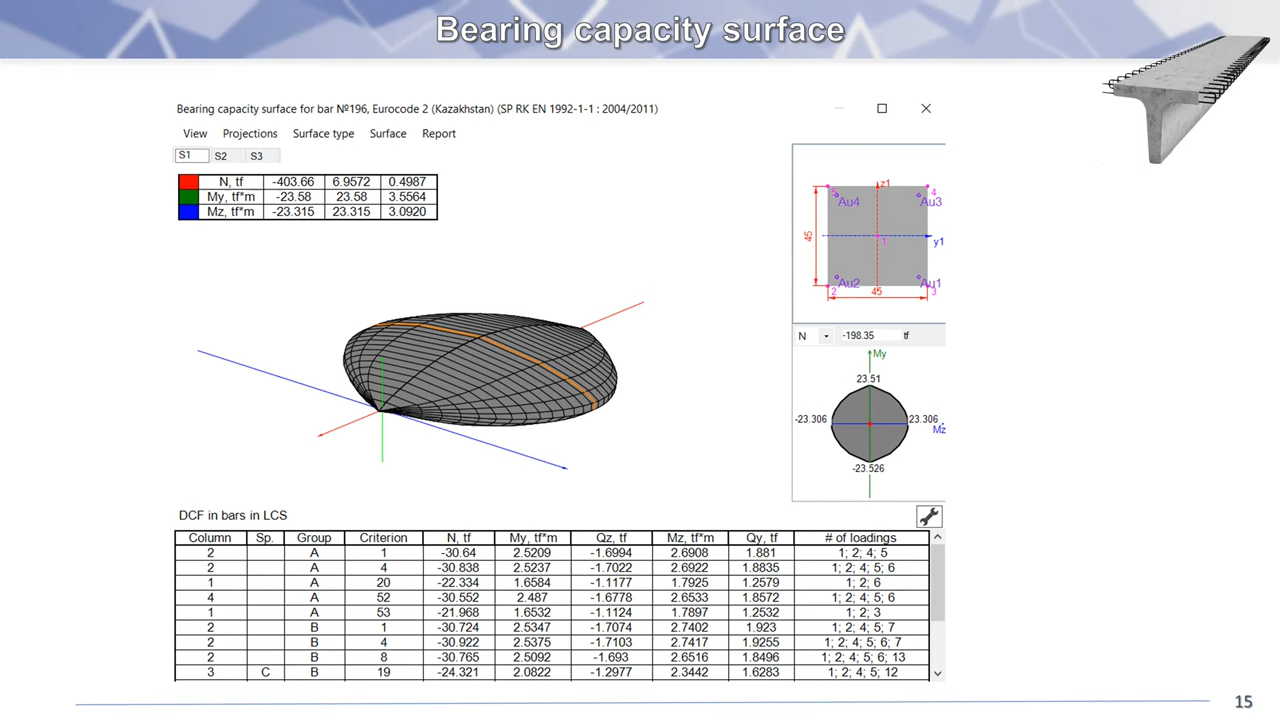 Bearing capacity surface
Bearing capacity surface for bar №196, Eurocode 2 (Kazakhstan) (SP RK EN 1992-1-1 : 2004/2011)
View Projections Surface type Surface Report
S1 S2 S3
N, tf -403.66 6.9572 0.4987
My, tf*m -23.58 23.58 3.5564
Mz, tf*m -23.315 23.315 3.0920
z1
5 4
Au4 Au3
45 1 y1
Au2 Au1
2 45 3
N -198.35 tf
My
23.51
-23.306 23.306
Mz
-23.526
DCF in bars in LCS
Column Sp. Group Criterion N, tf My, tf*m Qz, tf Mz, tf*m Qy, tf # of loadings
2 A 1 -30.64 2.5209 -1.6994 2.6908 1.881 1; 2; 4; 5
2 A 4 -30.838 2.5237 -1.7022 2.6922 1.8835 1; 2; 4; 5; 6
1 A 20 -22.334 1.6584 -1.1177 1.7925 1.2579 1; 2; 6
4 A 52 -30.552 2.487 -1.6778 2.6533 1.8572 1; 2; 4; 5; 6
1 A 53 -21.968 1.6532 -1.1124 1.7897 1.2532 1; 2; 3
2 B 1 -30.724 2.5347 -1.7074 2.7402 1.923 1; 2; 4; 5; 7
2 B 4 -30.922 2.5375 -1.7103 2.7417 1.9255 1; 2; 4; 5; 6; 7
2 B 8 -30.765 2.5092 -1.693 2.6516 1.8496 1; 2; 4; 5; 6; 13
3 C B 19 -24.321 2.0822 -1.2977 2.3442 1.6283 1; 2; 4; 5; 12
15